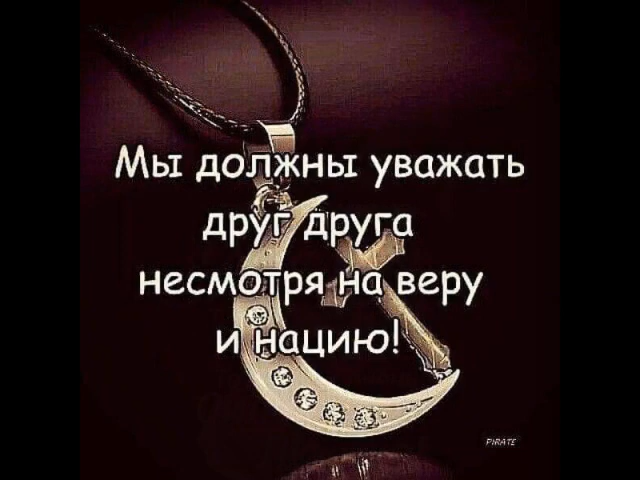 Мы должны уважать
друг друга
несмотря на веру
и нацию!
PIRATE